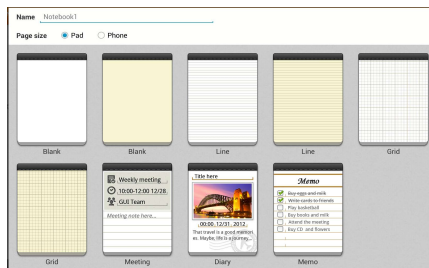 Name Notebook1
Page size Pad Phone
Blank Blank Line Line Grid
Weekly meeting
10:00-12:00 12/28
GUI Team
Meeting note here...
Title here
00:00 12/31, 2012
That travel is a good memori
es. Maybe, life is a journey...
Memo
Buy eggs and milk
Write cards to friends
Play basketball
Buy books and milk
Attend the meeting
Buy CD and flowers
Grid Meeting Diary Memo